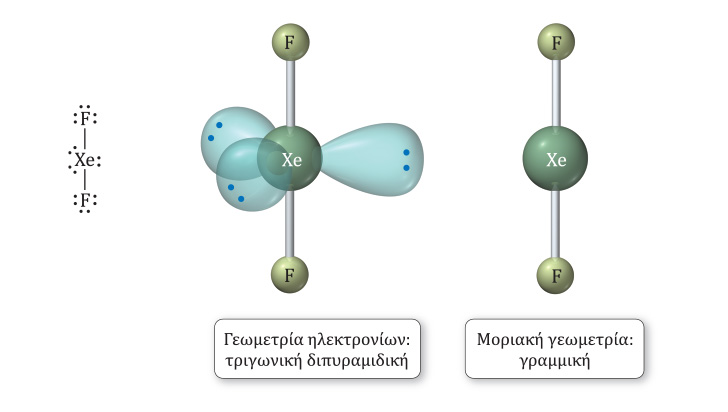 F
Xe
F
F
Xe
F
F
Xe
F
Γεωμετρία ηλεκτρονίων:
τριγωνική διπυραμιδική
Μοριακή γεωμετρία:
γραμμική